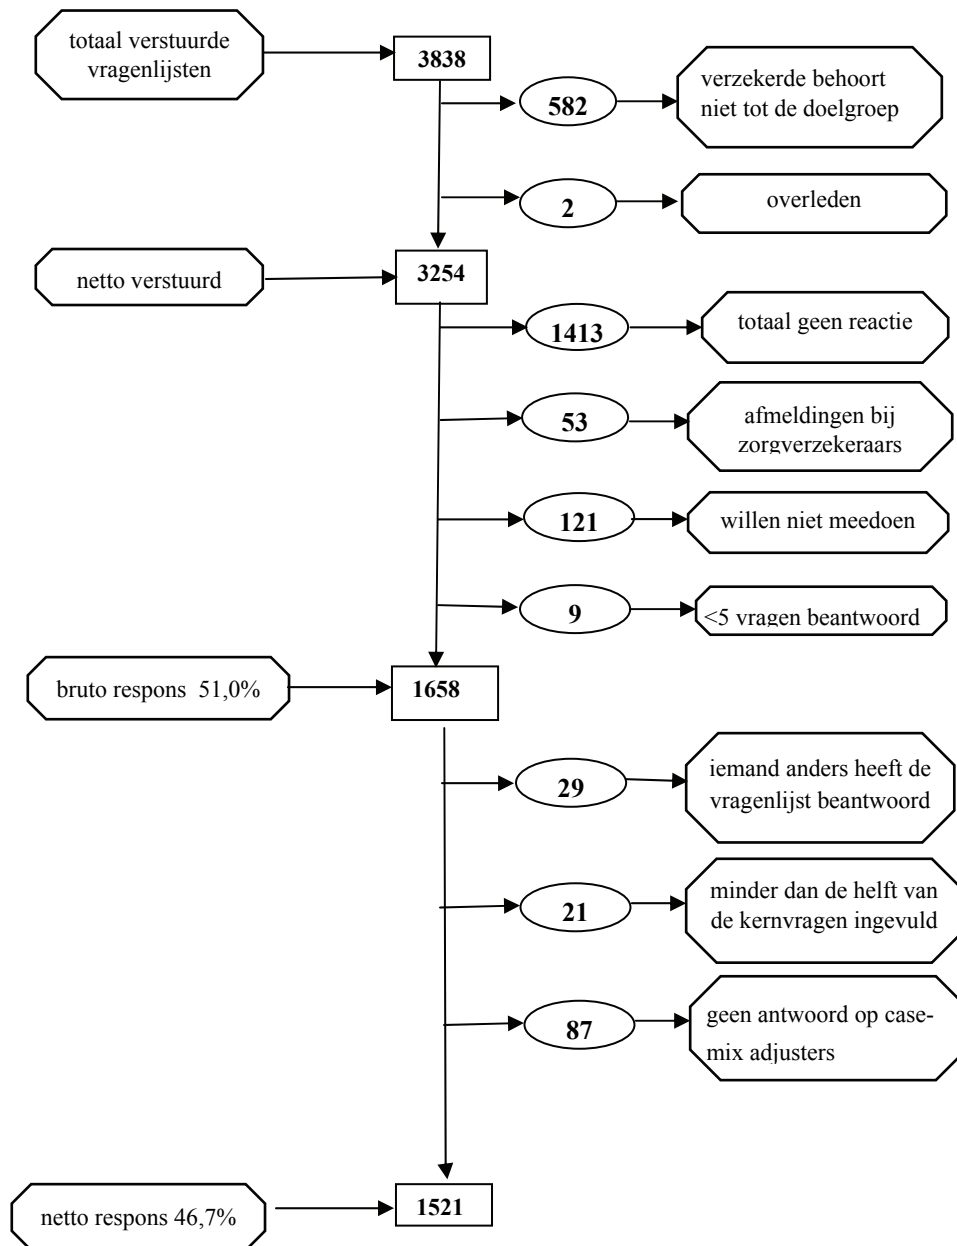 totaal verstuurde
vragenlijsten
3838
582
verzekerde behoort
niet tot de doelgroep
2
overleden
netto verstuurd
3254
1413
totaal geen reactie
53
afmeldingen bij
zorgverzekeraars
121
willen niet meedoen
9
<5 vragen beantwoord
bruto respons 51,0%
1658
29
iemand anders heeft de
vragenlijst beantwoord
21
minder dan de helft van
de kernvragen ingevuld
87
geen antwoord op case-
mix adjusters
netto respons 46,7%
1521